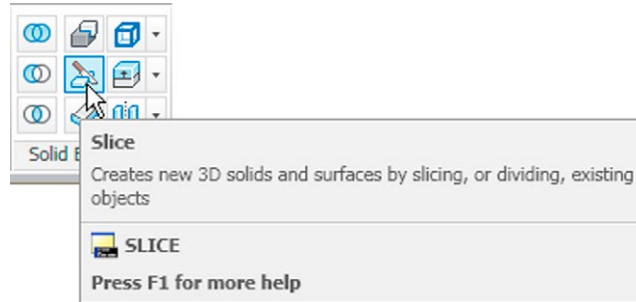 Solid E
Slice
Creates new 3D solids and surfaces by slicing, or dividing, existing
objects
SLICE
Press F1 for more help